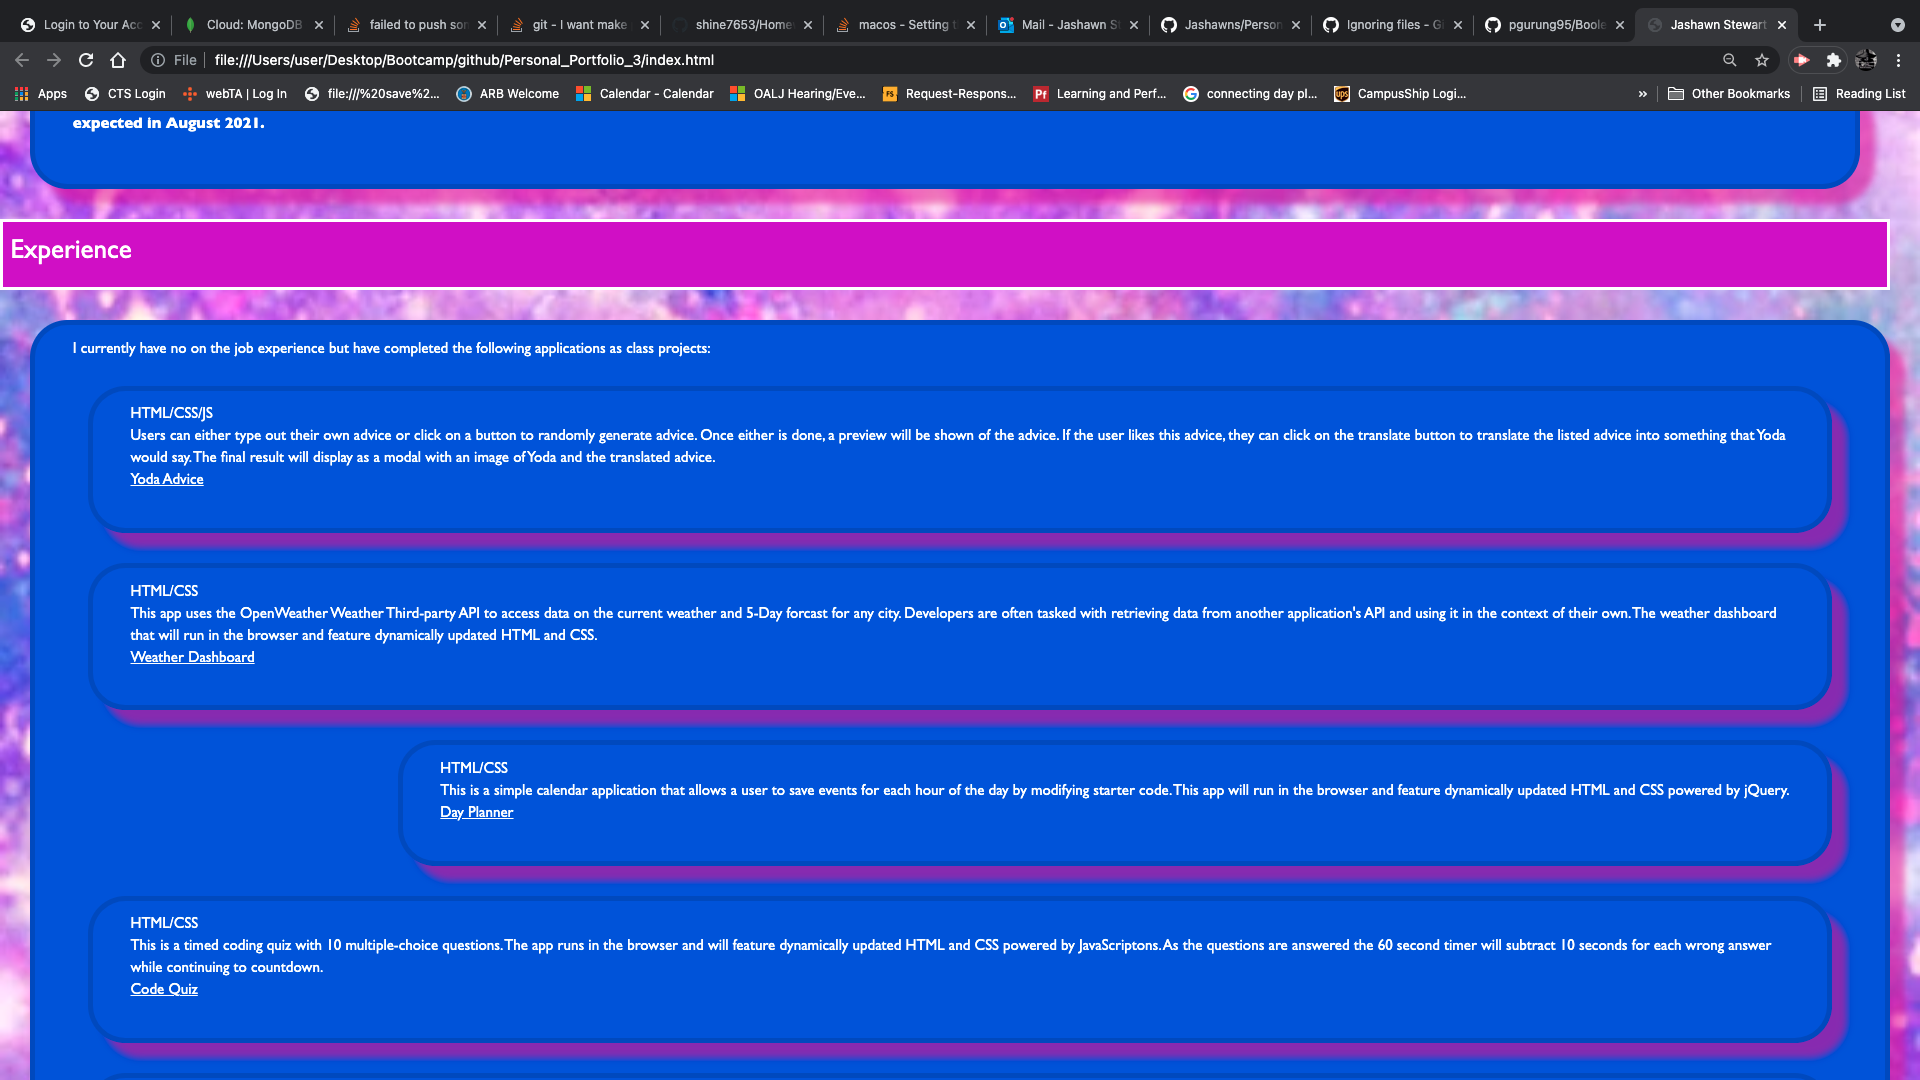 Login to Your Acc
Cloud: MongoDB
failed to push son
git - I want make
shine7653/Home
macos - Setting t
Mail - Jashawn St
Jashawns/Person
Ignoring files - Gi
pgurung95/Boole
Jashawn Stewart
File file:///Users/user/Desktop/Bootcamp/github/Personal_Portfolio_3/index.html
Apps
CTS Login
webTA | Log In
file:///%20save%2...
ARB Welcome
Calendar - Calendar
OALJ Hearing/Eve...
FS Request-Respons...
Pf Learning and Perf...
connecting day pl...
ups CampusShip Logi...
»
Other Bookmarks
Reading List
expected in August 2021.
Experience
I currently have no on the job experience but have completed the following applications as class projects:
HTML/CSS/JS
Users can either type out their own advice or click on a button to randomly generate advice. Once either is done, a preview will be shown of the advice. If the user likes this advice, they can click on the translate button to translate the listed advice into something that Yoda
would say. The final result will display as a modal with an image of Yoda and the translated advice.
Yoda Advice
HTML/CSS
This app uses the OpenWeather Weather Third-party API to access data on the current weather and 5-Day forcast for any city. Developers are often tasked with retrieving data from another application's API and using it in the context of their own. The weather dashboard
that will run in the browser and feature dynamically updated HTML and CSS.
Weather Dashboard
HTML/CSS
This is a simple calendar application that allows a user to save events for each hour of the day by modifying starter code. This app will run in the browser and feature dynamically updated HTML and CSS powered by jQuery.
Day Planner
HTML/CSS
This is a timed coding quiz with 10 multiple-choice questions. The app runs in the browser and will feature dynamically updated HTML and CSS powered by JavaScriptons. As the questions are answered the 60 second timer will subtract 10 seconds for each wrong answer
while continuing to countdown.
Code Quiz